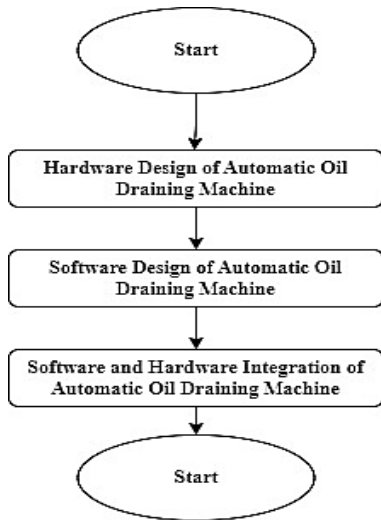 Start
Hardware Design of Automatic Oil
Draining Machine
Software Design of Automatic Oil
Draining Machine
Software and Hardware Integration of
Automatic Oil Draining Machine
Start